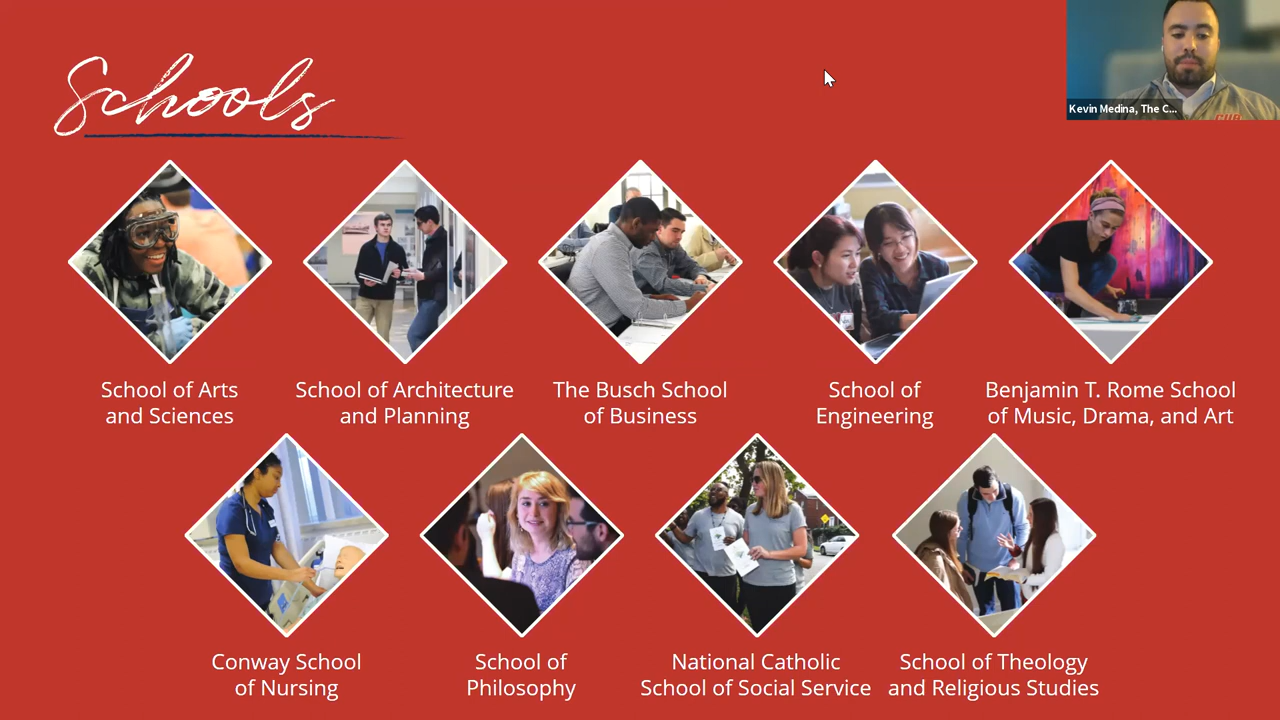 Schools
Kevin Medina, The C...
School of Arts
and Sciences
School of Architecture
and Planning
The Busch School
of Business
School of
Engineering
Benjamin T. Rome School
of Music, Drama, and Art
Conway School
of Nursing
School of
Philosophy
National Catholic
School of Social Service
School of Theology
and Religious Studies